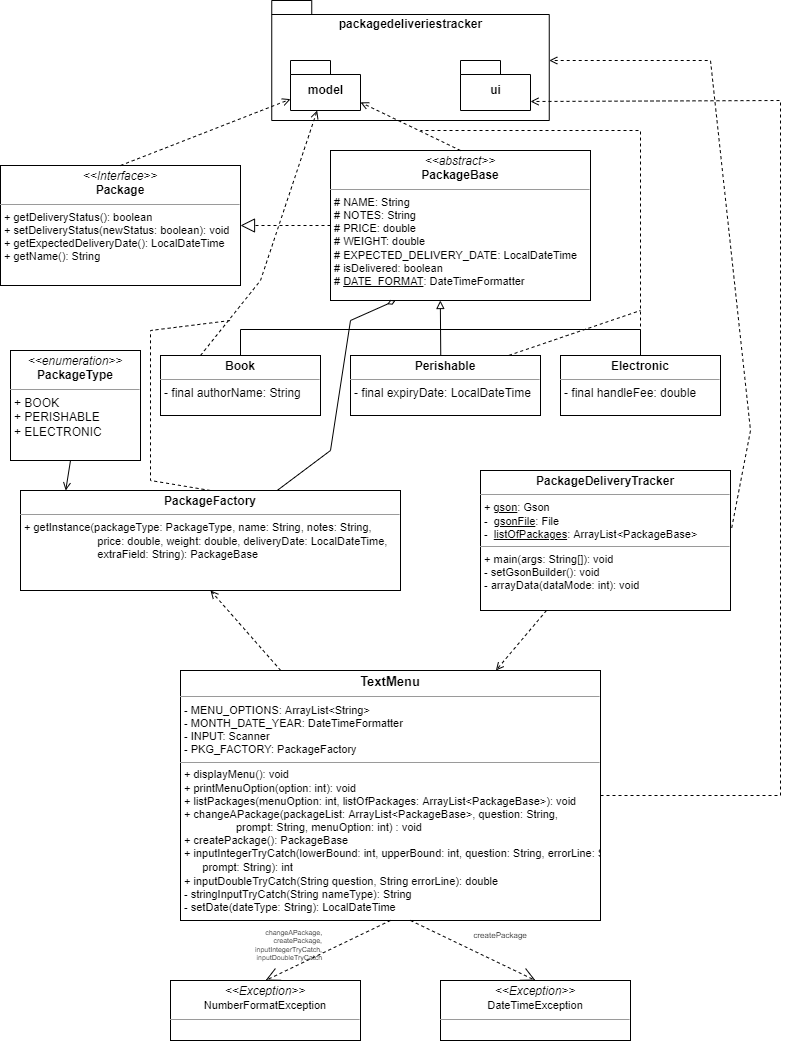 packagedeliveriestracker
model
ui
<<Interface>>
Package
+ getDeliveryStatus(): boolean
+ setDeliveryStatus(newStatus: boolean): void
+ getExpectedDeliveryDate(): LocalDateTime
+ getName(): String
<<abstract>>
PackageBase
# NAME: String
# NOTES: String
# PRICE: double
# WEIGHT: double
# EXPECTED_DELIVERY_DATE: LocalDateTime
# isDelivered: boolean
# DATE_FORMAT: DateTimeFormatter
<<enumeration>>
PackageType
+ BOOK
+ PERISHABLE
+ ELECTRONIC
Book
- final authorName: String
Perishable
- final expiryDate: LocalDateTime
Electronic
- final handleFee: double
PackageFactory
+ getInstance(packageType: PackageType, name: String, notes: String,
price: double, weight: double, deliveryDate: LocalDateTime,
extraField: String): PackageBase
PackageDeliveryTracker
+ gson: Gson
- gsonFile: File
- listOfPackages: ArrayList<PackageBase>
+ main(args: String[]): void
- setGsonBuilder(): void
- arrayData(dataMode: int): void
TextMenu
- MENU_OPTIONS: ArrayList<String>
- MONTH_DATE_YEAR: DateTimeFormatter
- INPUT: Scanner
- PKG_FACTORY: PackageFactory
+ displayMenu(): void
+ printMenuOption(option: int): void
+ listPackages(menuOption: int, listOfPackages: ArrayList<PackageBase>): void
+ changeAPackage(packageList: ArrayList<PackageBase>, question: String,
prompt: String, menuOption: int) : void
+ createPackage(): PackageBase
+ inputIntegerTryCatch(lowerBound: int, upperBound: int, question: String, errorLine: S
prompt: String): int
+ inputDoubleTryCatch(String question, String errorLine): double
- stringInputTryCatch(String nameType): String
- setDate(dateType: String): LocalDateTime
changeAPackage,
createPackage,
inputIntegerTryCatch,
inputDoubleTryCatch
createPackage
<<Exception>>
NumberFormatException
<<Exception>>
DateTimeException